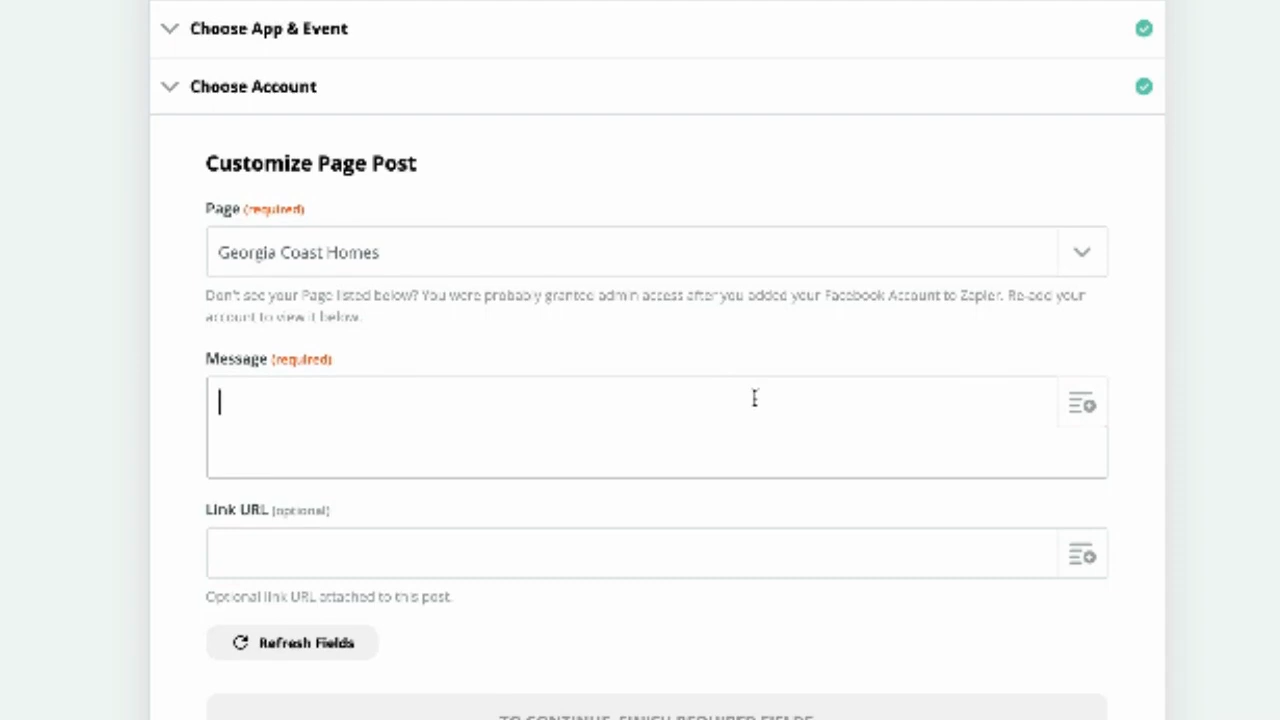 Choose App & Event
Choose Account
Customize Page Post
Page (required)
Georgia Coast Homes
Don't see your Page listed below? You were probably granted admin access after you added your Facebook Account to Zapier. Re-add your
account to view it below.
Message (required)
Link URL (optional)
Optional link URL attached to this post.
Refresh Fields
TO CONTINUE, FINISH REQUIRED FIELDS